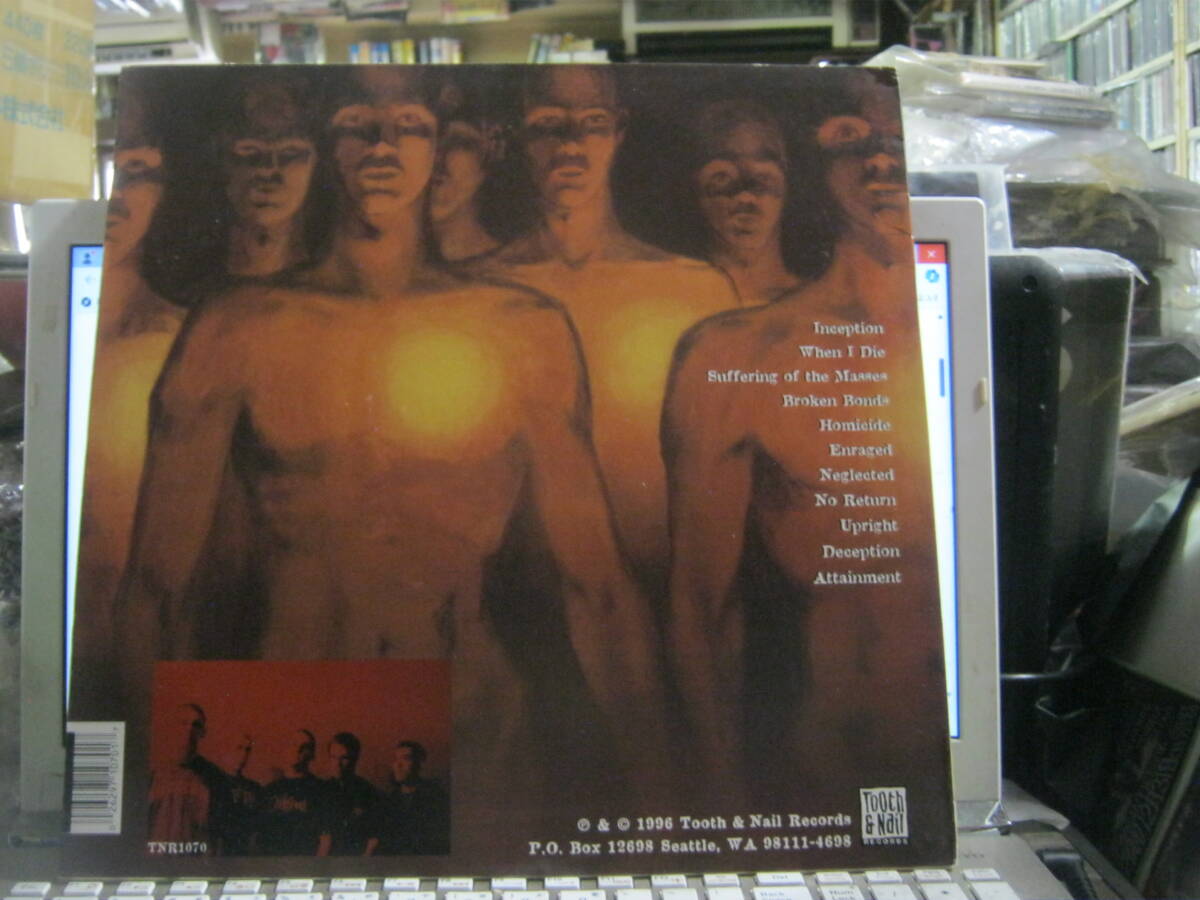 Inception
When I Die
Suffering of the Masses
Broken Bonds
Homicide
Enraged
Neglected
No Return
Upright
Deception
Attainment
TNR1070
℗ & © 1996 Tooth & Nail Records
P.O. Box 12698 Seattle, WA 98111-4698
Tooth
& Nail
RECORDS